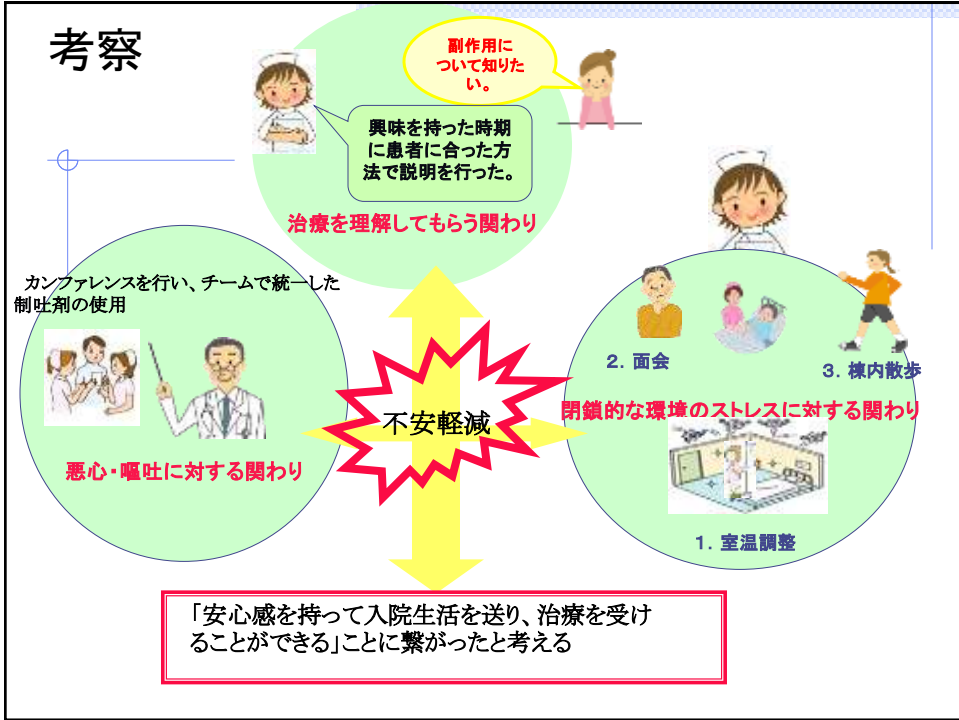 考察
副作用に
ついて知りた
い。
興味を持った時期
に患者に合った方
法で説明を行った。
治療を理解してもらう関わり
カンファレンスを行い、チームで統一した
制吐剤の使用
悪心・嘔吐に対する関わり
不安軽減
2. 面会
3. 棟内散歩
閉鎖的な環境のストレスに対する関わり
1. 室温調整
「安心感を持って入院生活を送り、治療を受け
ることができる」ことに繋がったと考える